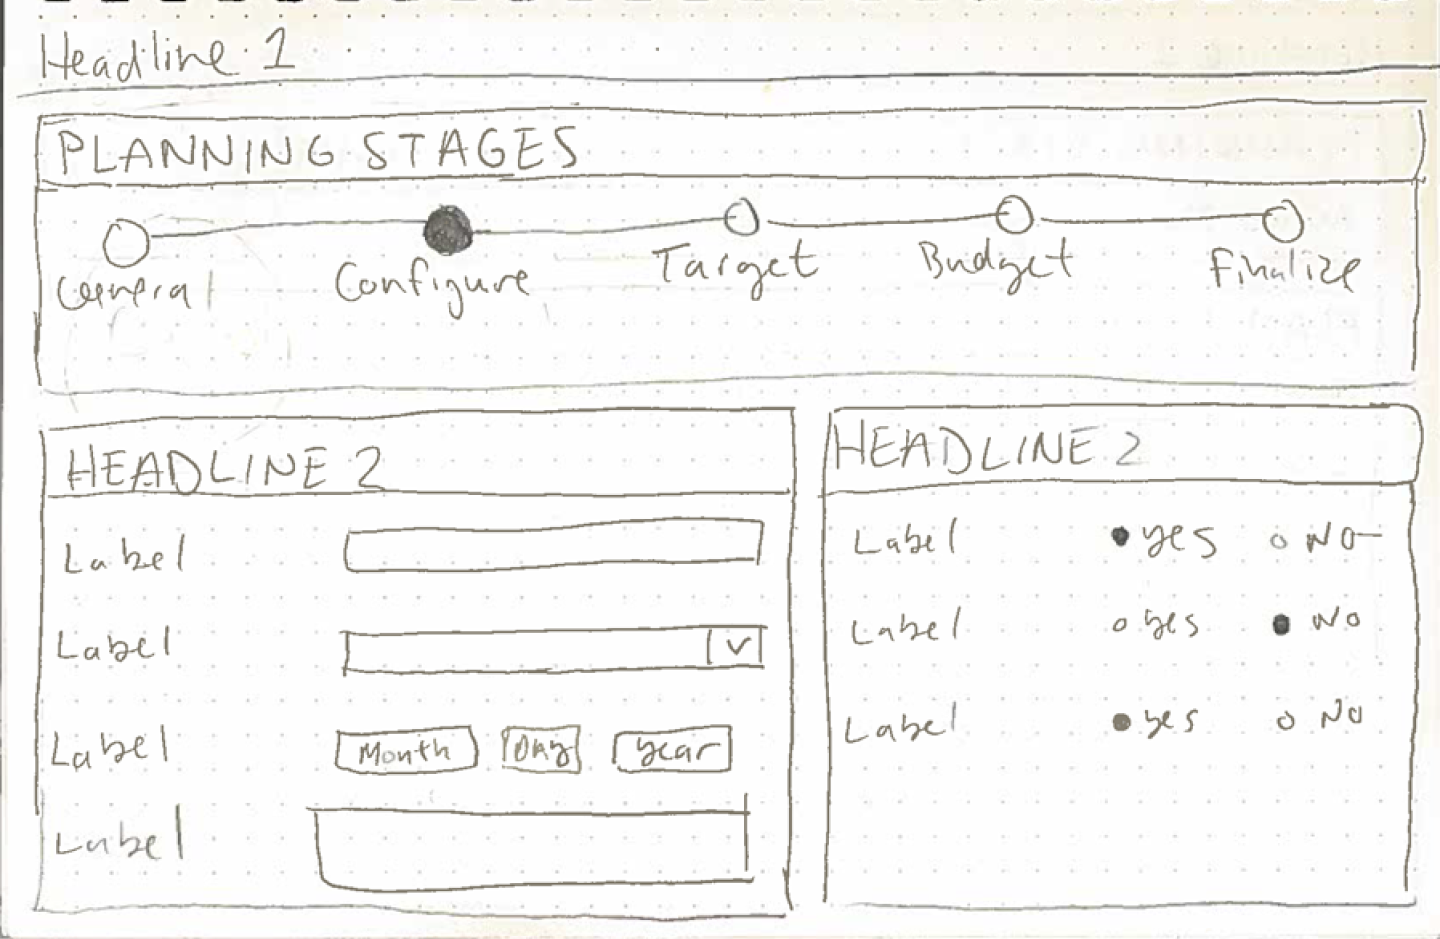 Headline 1
PLANNING STAGES
General Configure Target Budget Finalize
HEADLINE 2
Label
Label
Label Month Day Year
Label
HEADLINE 2
Label yes No
Label yes No
Label yes No